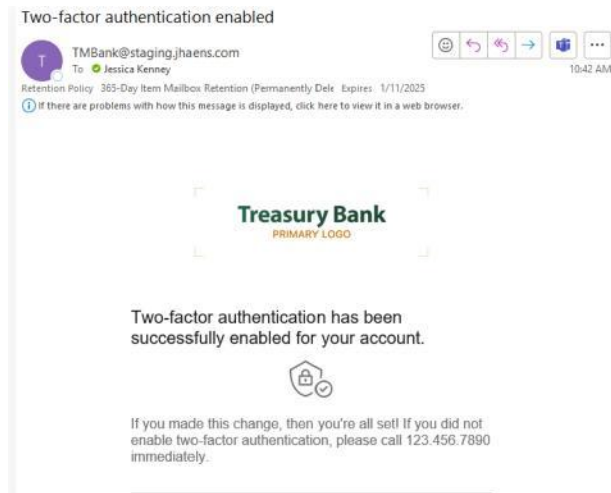 Two-factor authentication enabled
T
TMBank@staging.jhaens.com
To Jessica Kenney
10:42 AM
Retention Policy 365-Day Item Mailbox Retention (Permanently Dele Expires 1/11/2025
If there are problems with how this message is displayed, click here to view it in a web browser.
Treasury Bank
PRIMARY LOGO
Two-factor authentication has been
successfully enabled for your account.
If you made this change, then you're all set! If you did not
enable two-factor authentication, please call 123.456.7890
immediately.